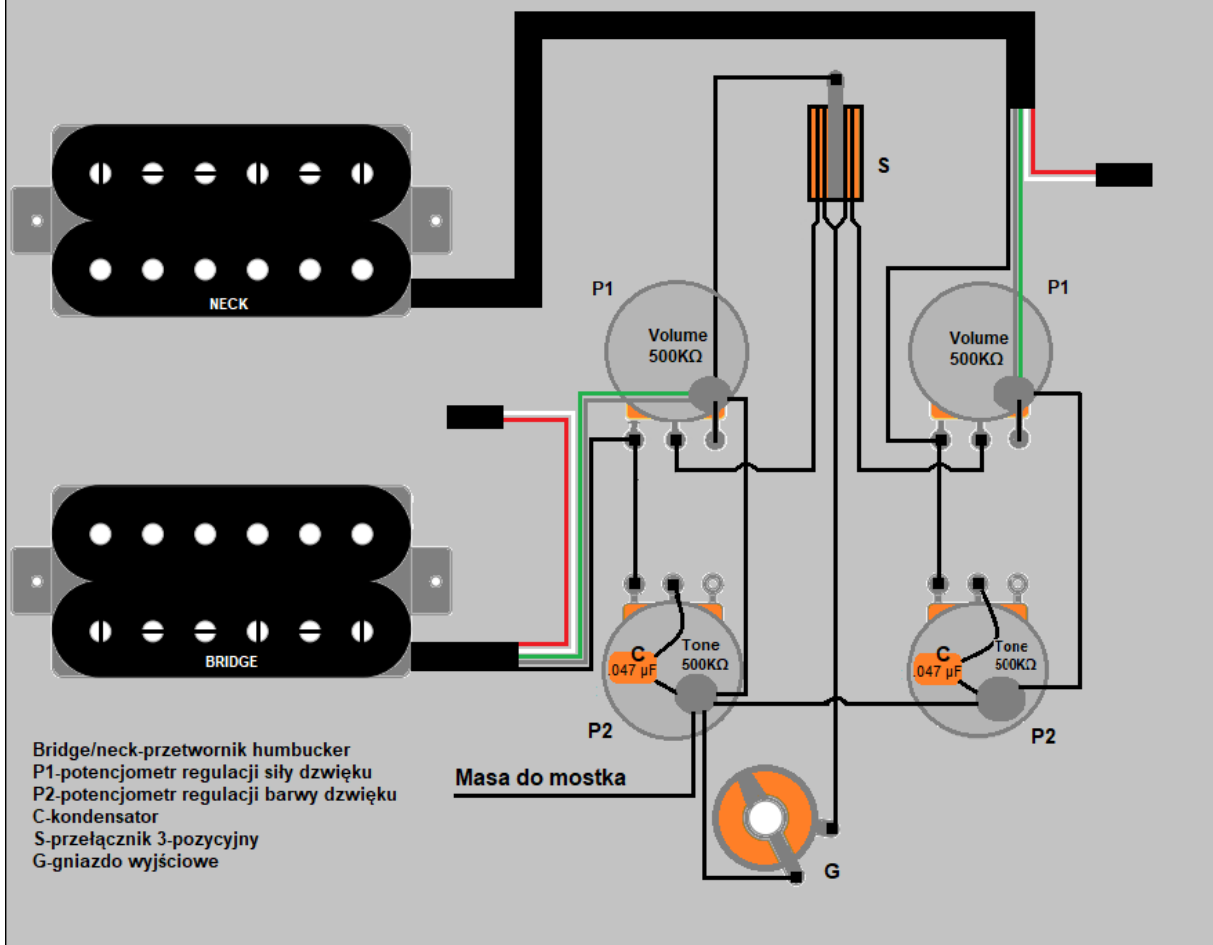 S
P1
P1
NECK
Volume
500KΩ
Volume
500KΩ
BRIDGE
C
.047 µF
Tone
500KΩ
C
.047 µF
Tone
500KΩ
P2
P2
Bridge/neck-przetwornik humbucker
P1-potencjometr regulacji siły dzwięku
P2-potencjometr regulacji barwy dzwięku
C-kondensator
S-przełącznik 3-pozycyjny
G-gniazdo wyjściowe
Masa do mostka
G